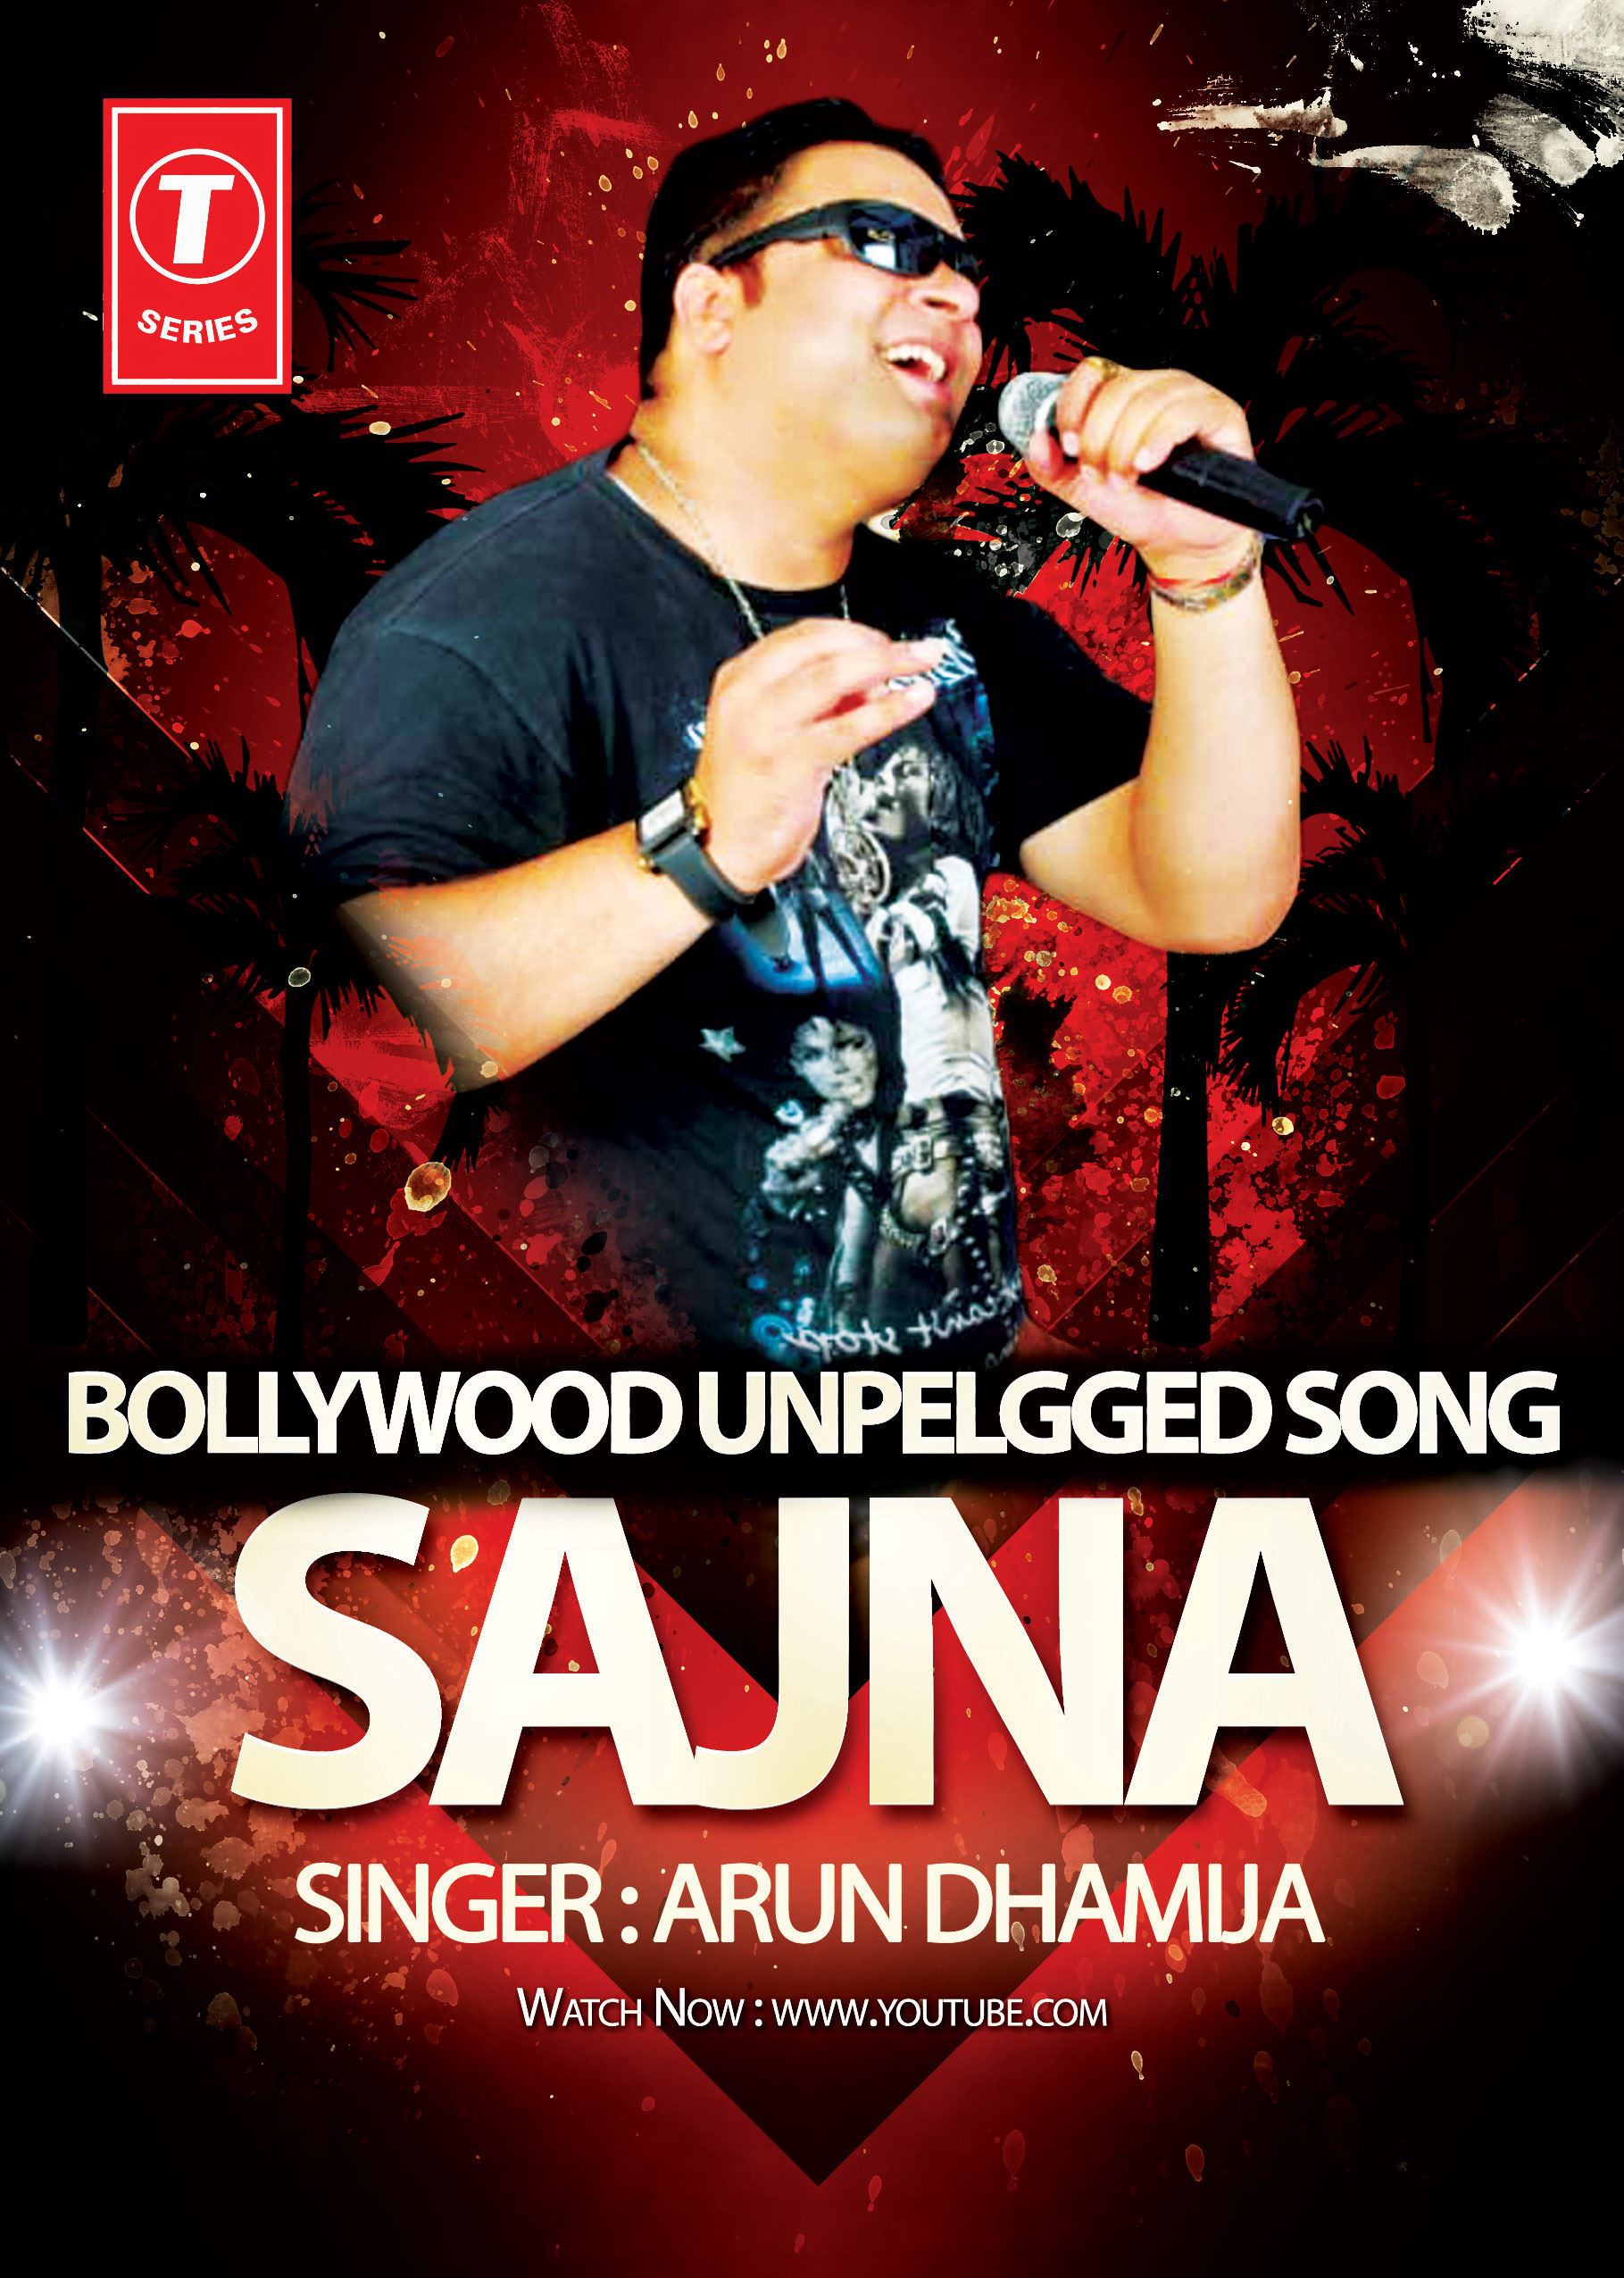 T
SERIES
BOLLYWOOD UNPELGGED SONG
SAJNA
SINGER : ARUN DHAMIJA
WATCH NOW : WWW.YOUTUBE.COM